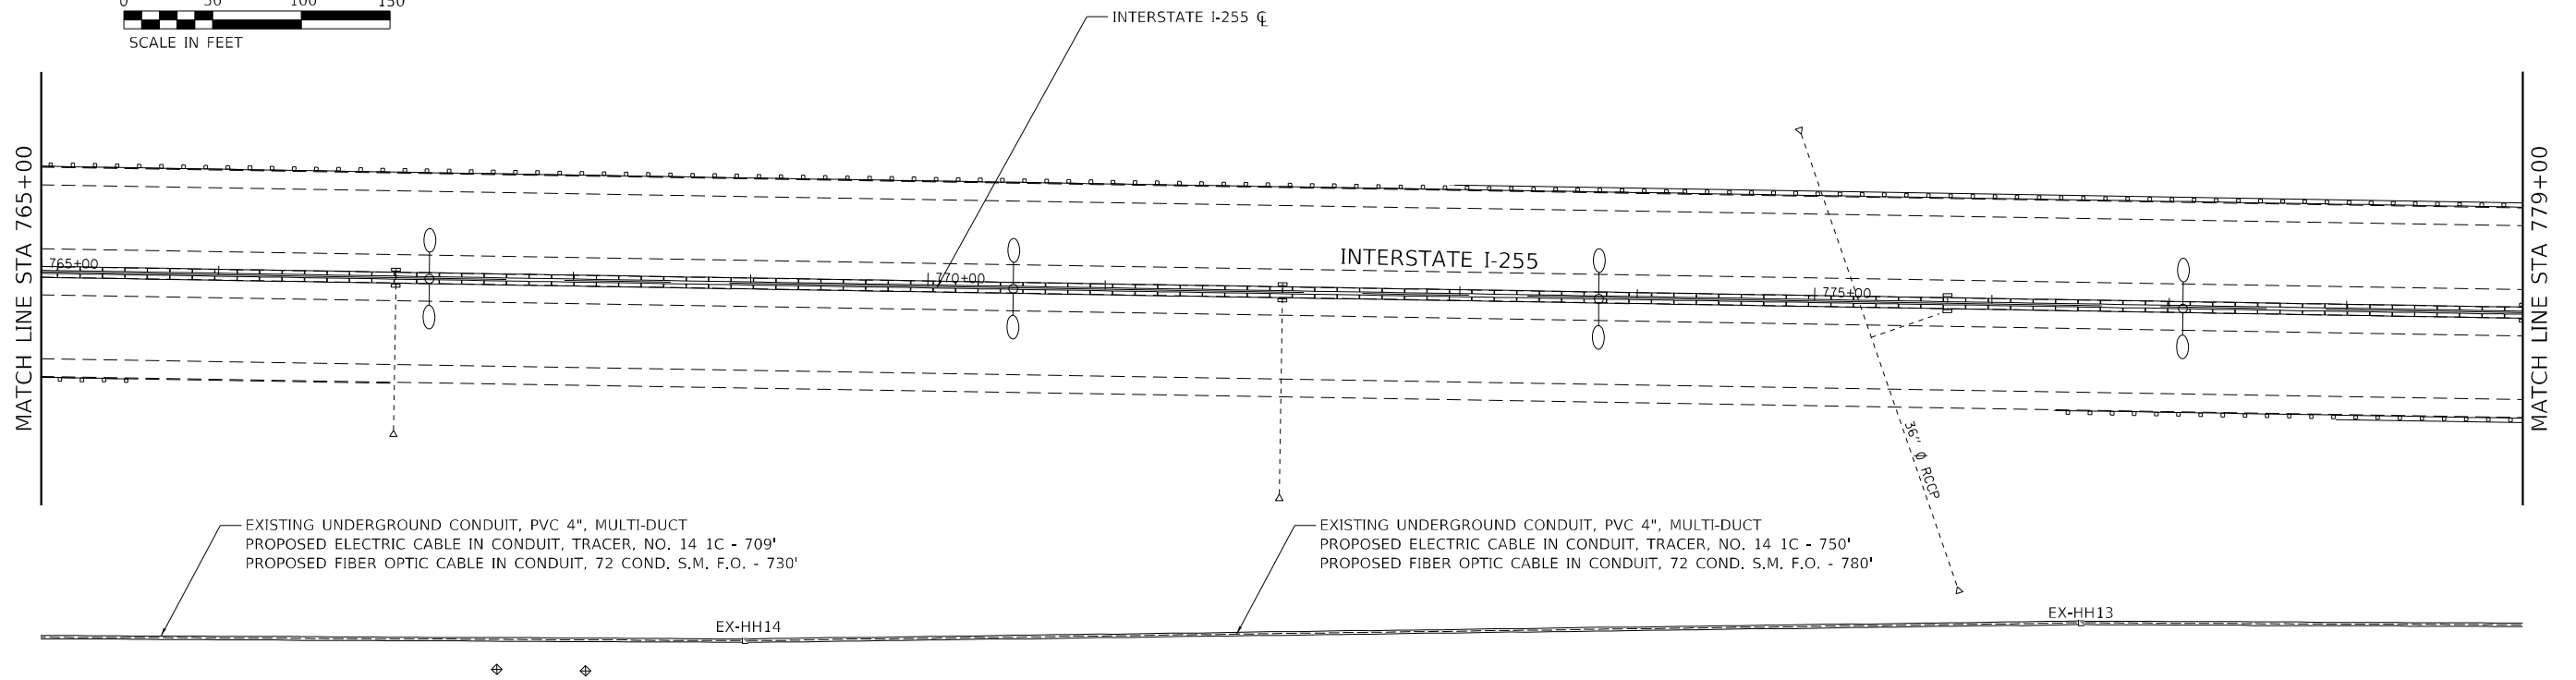 0 50 100 150
SCALE IN FEET
INTERSTATE I-255 ℄
MATCH LINE STA 765+00
MATCH LINE STA 779+00
INTERSTATE I-255
765+00
770+00
775+00
36" Ø RCCP
EXISTING UNDERGROUND CONDUIT, PVC 4", MULTI-DUCT
PROPOSED ELECTRIC CABLE IN CONDUIT, TRACER, NO. 14 1C - 709'
PROPOSED FIBER OPTIC CABLE IN CONDUIT, 72 COND. S.M. F.O. - 730'
EXISTING UNDERGROUND CONDUIT, PVC 4", MULTI-DUCT
PROPOSED ELECTRIC CABLE IN CONDUIT, TRACER, NO. 14 1C - 750'
PROPOSED FIBER OPTIC CABLE IN CONDUIT, 72 COND. S.M. F.O. - 780'
EX-HH14
EX-HH13